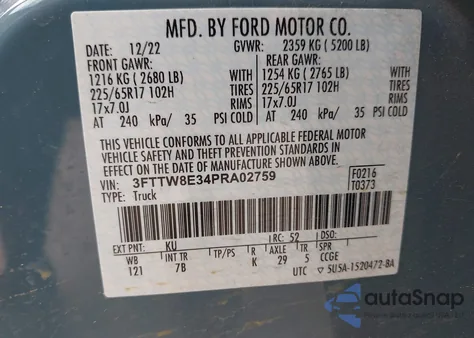 MFD. BY FORD MOTOR CO.
DATE: 12/22 GVWR: 2359 KG (5200 LB)
FRONT GAWR: REAR GAWR:
1216 KG (2680 LB) WITH 1254 KG (2765 LB) WITH
225/65R17 102H TIRES 225/65R17 102H TIRES
17x7.0J RIMS 17x7.0J RIMS
AT 240 kPa/ 35 PSI COLD AT 240 kPa/ 35 PSI COLD
THIS VEHICLE CONFORMS TO ALL APPLICABLE FEDERAL MOTOR
VEHICLE SAFETY, BUMPER, AND THEFT PREVENTION STANDARDS IN
EFFECT ON THE DATE OF MANUFACTURE SHOWN ABOVE.
VIN: 3FTTW8E34PRA02759 F0216
TYPE: Truck T0373
EXT PNT: KU RC: 52 DSO:
WB INT TR TP/PS R AXLE TR SPR
121 7B K 29 5 CCGE
UTC 5U5A-1520472-BA
autoSnap